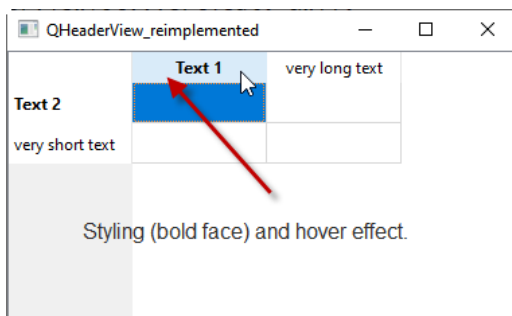 QHeaderView_reimplemented
Text 1 very long text
Text 2
very short text
Styling (bold face) and hover effect.